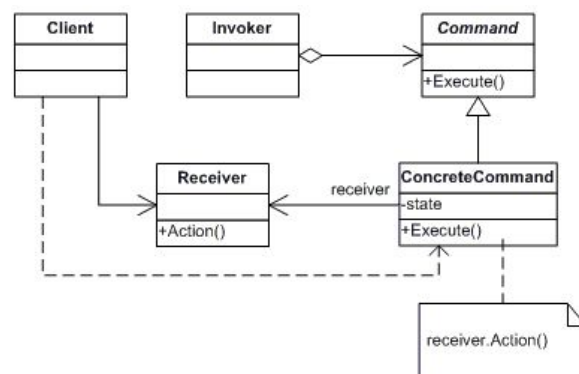 Client
Invoker
Command
+Execute()
Receiver
+Action()
receiver
ConcreteCommand
-state
+Execute()
receiver.Action()